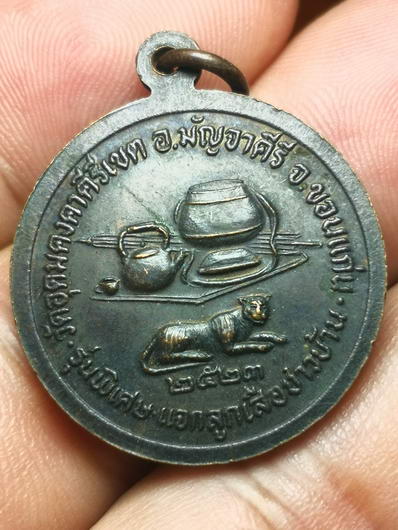 วัดอุดมคงคาคีรีเขท อ.มัญจาคีรี จ.ขอนแก่น
๒๕๒๓
รุ่นพิเศษ.แจกลูกเสือชาวบ้าน